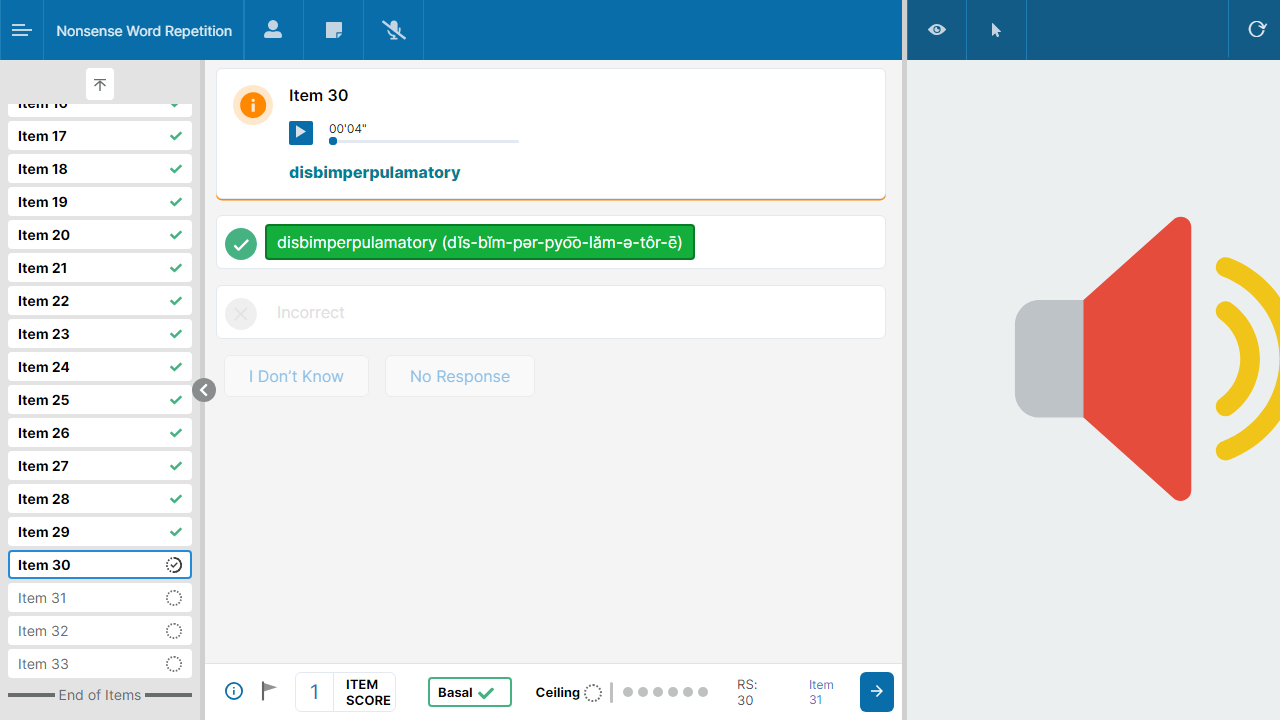 Nonsense Word Repetition
Item 16
Item 17
Item 18
Item 19
Item 20
Item 21
Item 22
Item 23
Item 24
Item 25
Item 26
Item 27
Item 28
Item 29
Item 30
Item 31
Item 32
Item 33
End of Items
Item 30
00'04"
disbimperpulamatory
disbimperpulamatory (dĭs-bĭm-pər-pyo͞o-lăm-ə-tôr-ē)
Incorrect
I Don't Know
No Response
1
ITEM
SCORE
Basal
Ceiling
RS:
30
Item
31